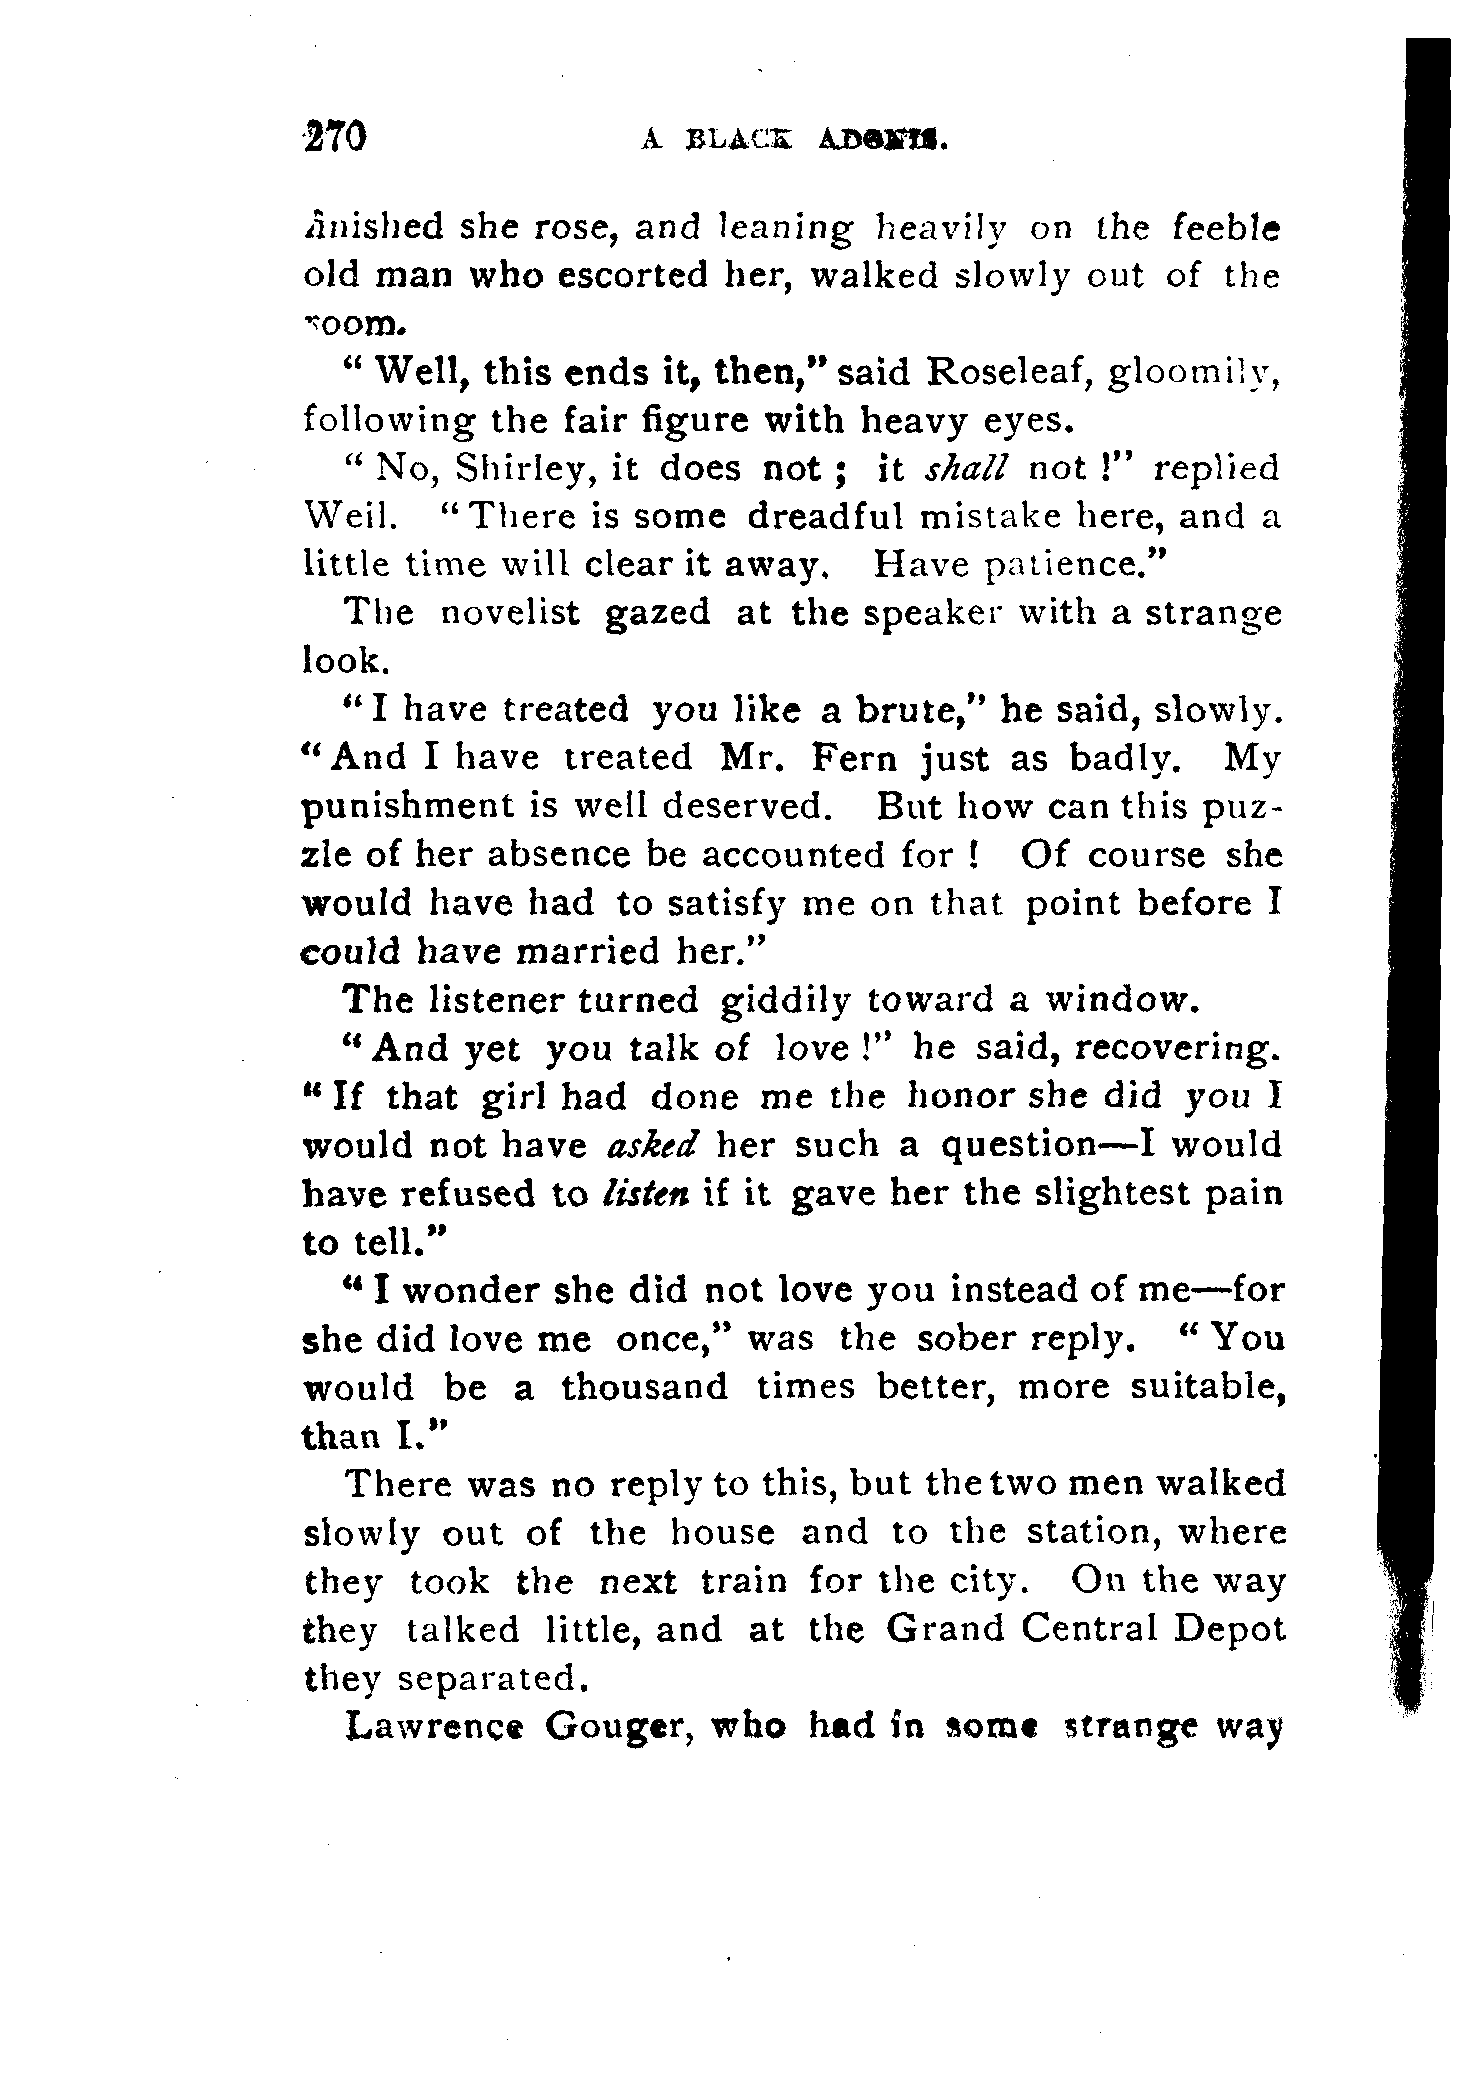 270 A BLACK ADONIS.
finished she rose, and leaning heavily on the feeble
old man who escorted her, walked slowly out of the
room.
“ Well, this ends it, then,” said Roseleaf, gloomily,
following the fair figure with heavy eyes.
“ No, Shirley, it does not ; it shall not !” replied
Weil. “ There is some dreadful mistake here, and a
little time will clear it away. Have patience.”
The novelist gazed at the speaker with a strange
look.
“ I have treated you like a brute,” he said, slowly.
“ And I have treated Mr. Fern just as badly. My
punishment is well deserved. But how can this puz-
zle of her absence be accounted for ! Of course she
would have had to satisfy me on that point before I
could have married her.”
The listener turned giddily toward a window.
“ And yet you talk of love !” he said, recovering.
“ If that girl had done me the honor she did you I
would not have asked her such a question—I would
have refused to listen if it gave her the slightest pain
to tell.”
“ I wonder she did not love you instead of me—for
she did love me once,” was the sober reply. “ You
would be a thousand times better, more suitable,
than I.”
There was no reply to this, but the two men walked
slowly out of the house and to the station, where
they took the next train for the city. On the way
they talked little, and at the Grand Central Depot
they separated.
Lawrence Gouger, who had in some strange way